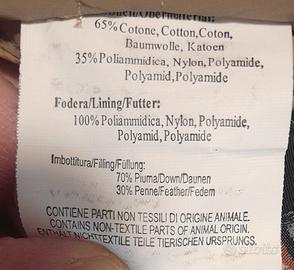 Obermaterial:
65% Cotone, Cotton, Coton,
Baumwolle, Katoen
35% Poliammidica, Nylon, Polyamide,
Polyamid, Polyamide
Fodera/Lining/Futter:
100% Poliammidica, Nylon, Polyamide,
Polyamid, Polyamide
Imbottitura/Filling/Füllung:
70% Piuma/Down/Daunen
30% Penne/Feather/Federn
CONTIENE PARTI NON TESSILI DI ORIGINE ANIMALE.
CONTAINS NON-TEXTILE PARTS OF ANIMAL ORIGIN.
ENTHÄLT NICHTTEXTILE TEILE TIERISCHEN URSPRUNGS.